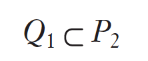 Q₁ ⊂ P₂